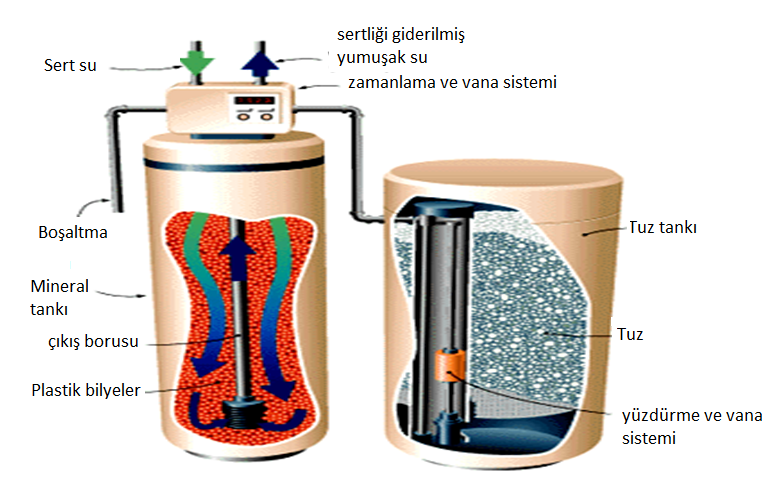 sertliği giderilmiş
yumuşak su
Sert su
zamanlama ve vana sistemi
Boşaltma
Tuz tankı
Mineral
tankı
Tuz
çıkış borusu
Plastik bilyeler
yüzdürme ve vana
sistemi